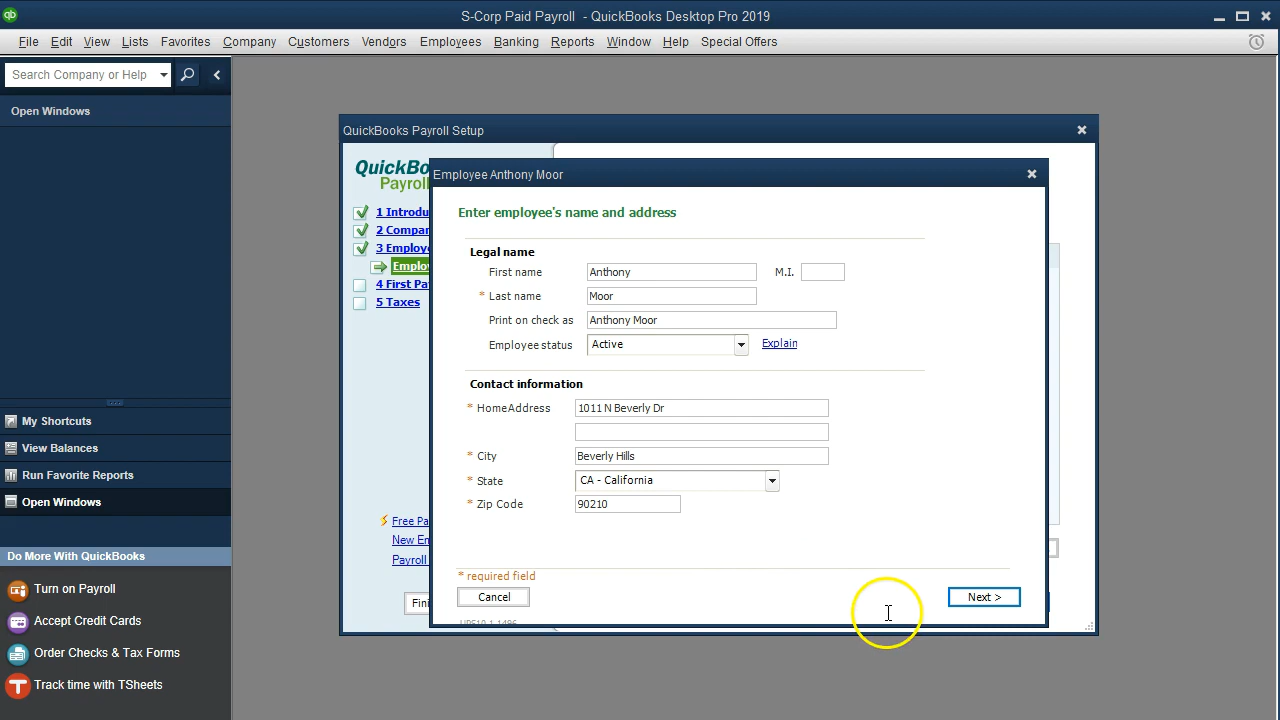 S-Corp Paid Payroll - QuickBooks Desktop Pro 2019
File Edit View Lists Favorites Company Customers Vendors Employees Banking Reports Window Help Special Offers
Search Company or Help
Open Windows
My Shortcuts
View Balances
Run Favorite Reports
Open Windows
Do More With QuickBooks
Turn on Payroll
Accept Credit Cards
Order Checks & Tax Forms
Track time with TSheets
QuickBooks Payroll Setup
QuickBo
Payroll
1 Introdu
2 Compan
3 Employe
Employ
4 First Pa
5 Taxes
Free Pa
New Em
Payroll
Fini
Employee Anthony Moor
Enter employee's name and address
Legal name
First name Anthony M.I.
* Last name Moor
Print on check as Anthony Moor
Employee status Active Explain
Contact information
* HomeAddress 1011 N Beverly Dr
* City Beverly Hills
* State CA - California
* Zip Code 90210
* required field
Cancel Next >